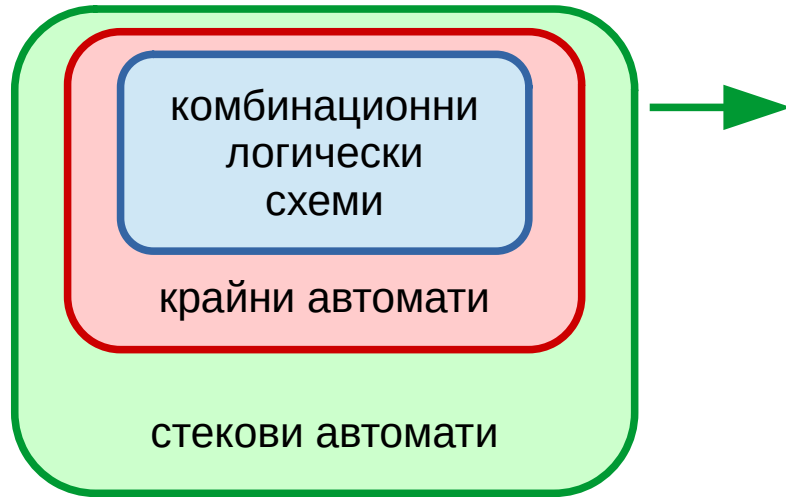 комбинационни
логически
схеми
крайни автомати
стекови автомати